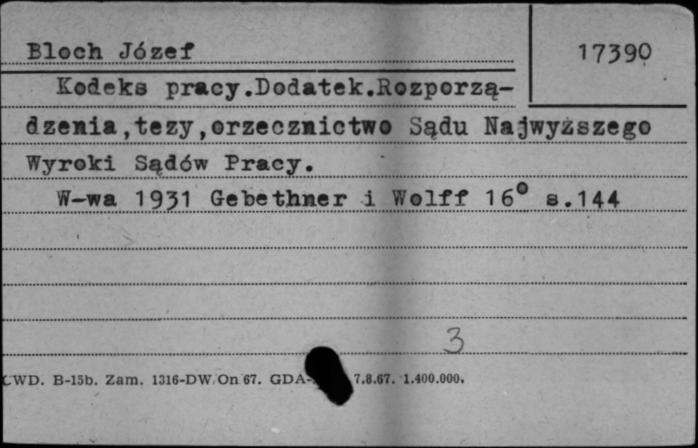 Bloch Józef 17390
Kodeks pracy.Dodatek.Rozporzą-
dzenia,tezy,orzecznictwo Sądu Najwyższego
Wyroki Sądów Pracy.
W-wa 1931 Gebethner i Wolff 16° s.144
3
CWD. B-15b. Zam. 1316-DW/On 67. GDA- 7.8.67. 1.400.000.